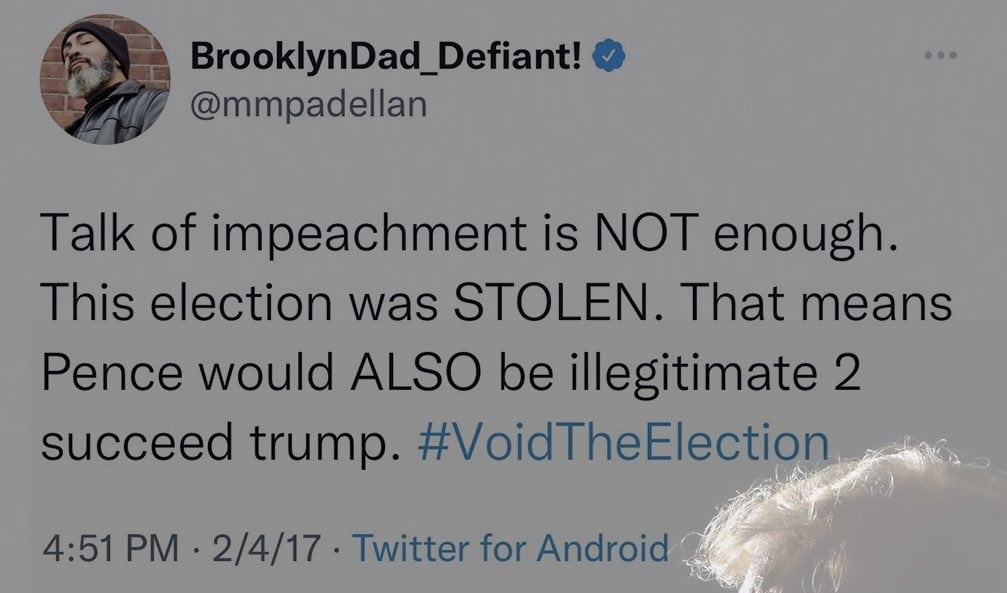 BrooklynDad_Defiant!
@mmpadellan
Talk of impeachment is NOT enough.
This election was STOLEN. That means
Pence would ALSO be illegitimate 2
succeed trump. #VoidTheElection
4:51 PM · 2/4/17 · Twitter for Android